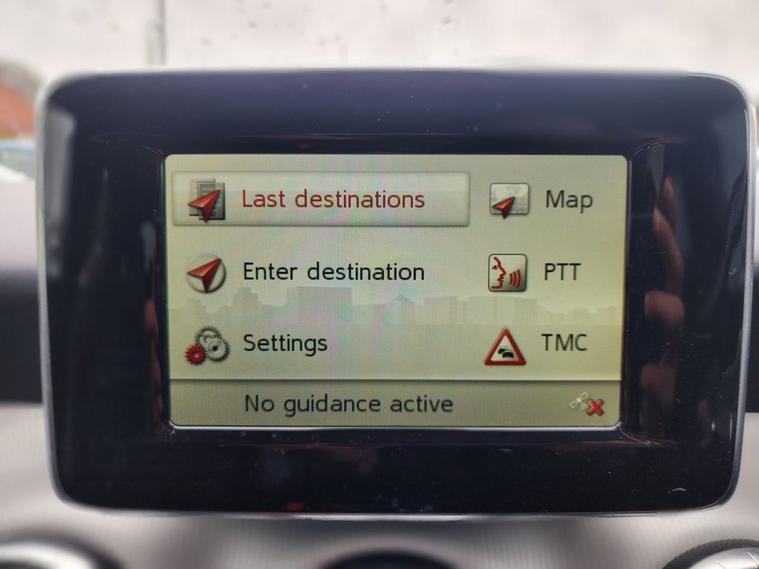 Last destinations
Map
Enter destination
PTT
Settings
TMC
No guidance active